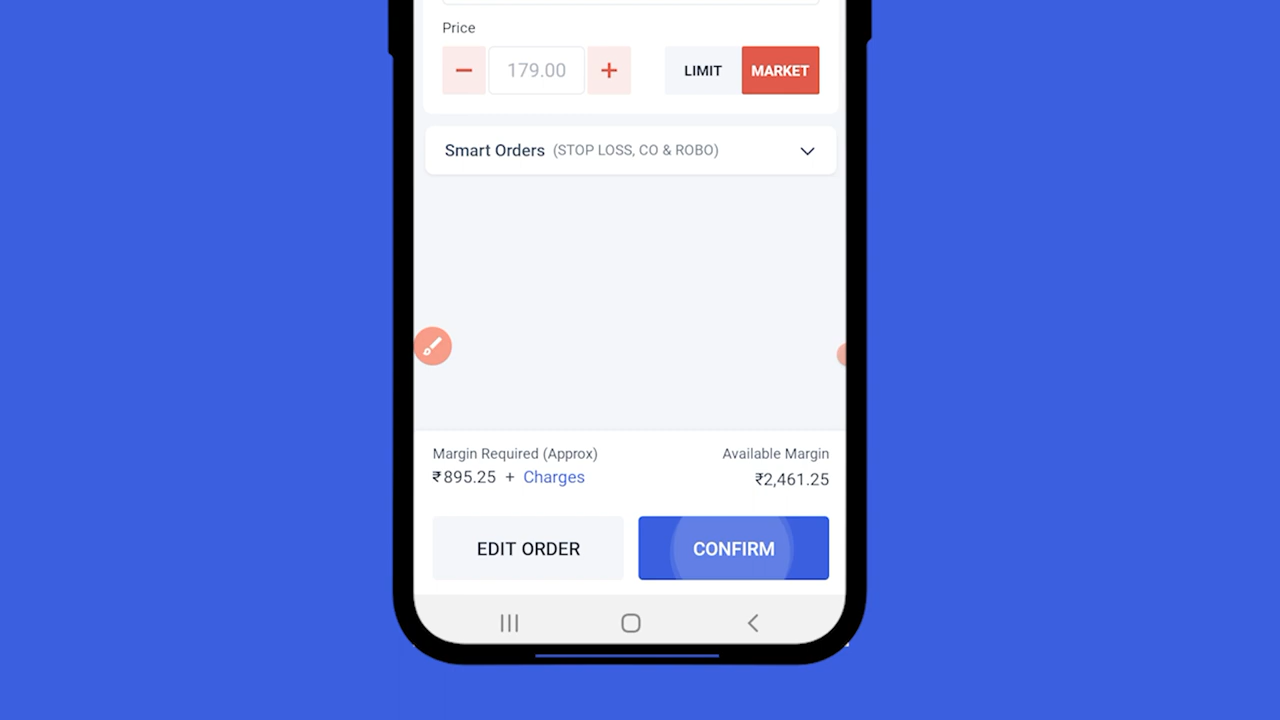 Price
179.00
LIMIT
MARKET
Smart Orders (STOP LOSS, CO & ROBO)
Margin Required (Approx)
₹895.25 + Charges
Available Margin
₹2,461.25
EDIT ORDER
CONFIRM